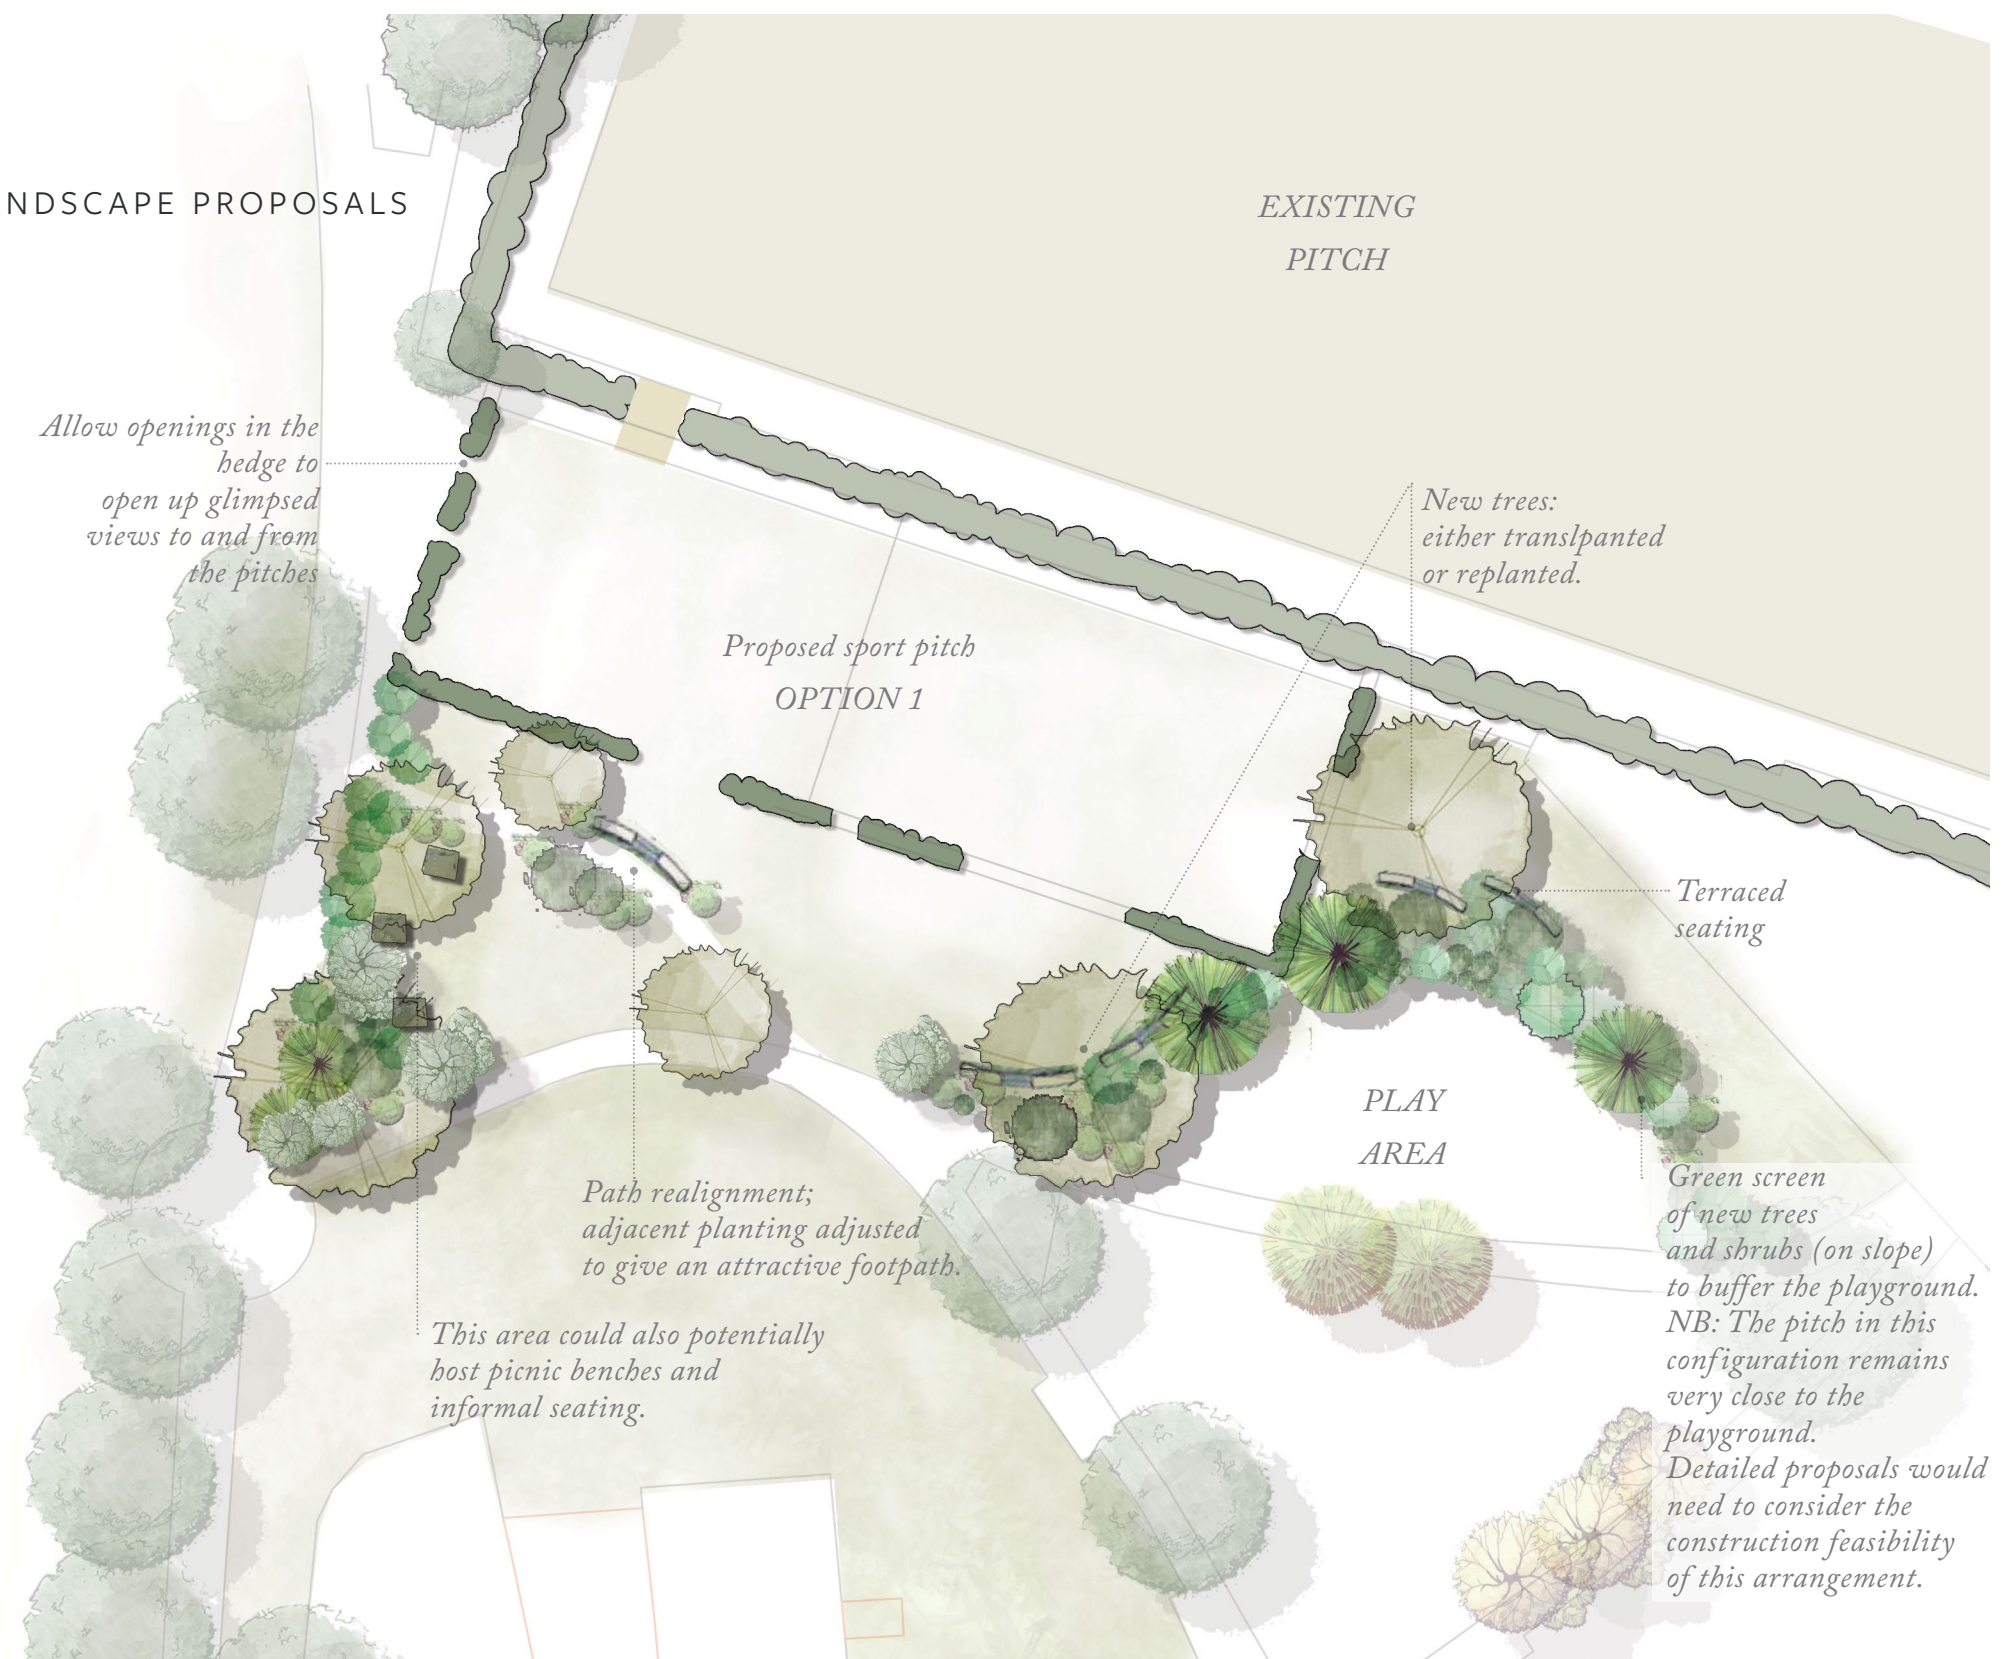 NDSCAPE PROPOSALS
EXISTING
PITCH
Allow openings in the
hedge to
open up glimpsed
views to and from
the pitches
New trees:
either translpanted
or replanted.
Proposed sport pitch
OPTION 1
Terraced
seating
PLAY
AREA
Path realignment;
adjacent planting adjusted
to give an attractive footpath.
Green screen
of new trees
and shrubs (on slope)
to buffer the playground.
NB: The pitch in this
configuration remains
very close to the
playground.
Detailed proposals would
need to consider the
construction feasibility
of this arrangement.
This area could also potentially
host picnic benches and
informal seating.